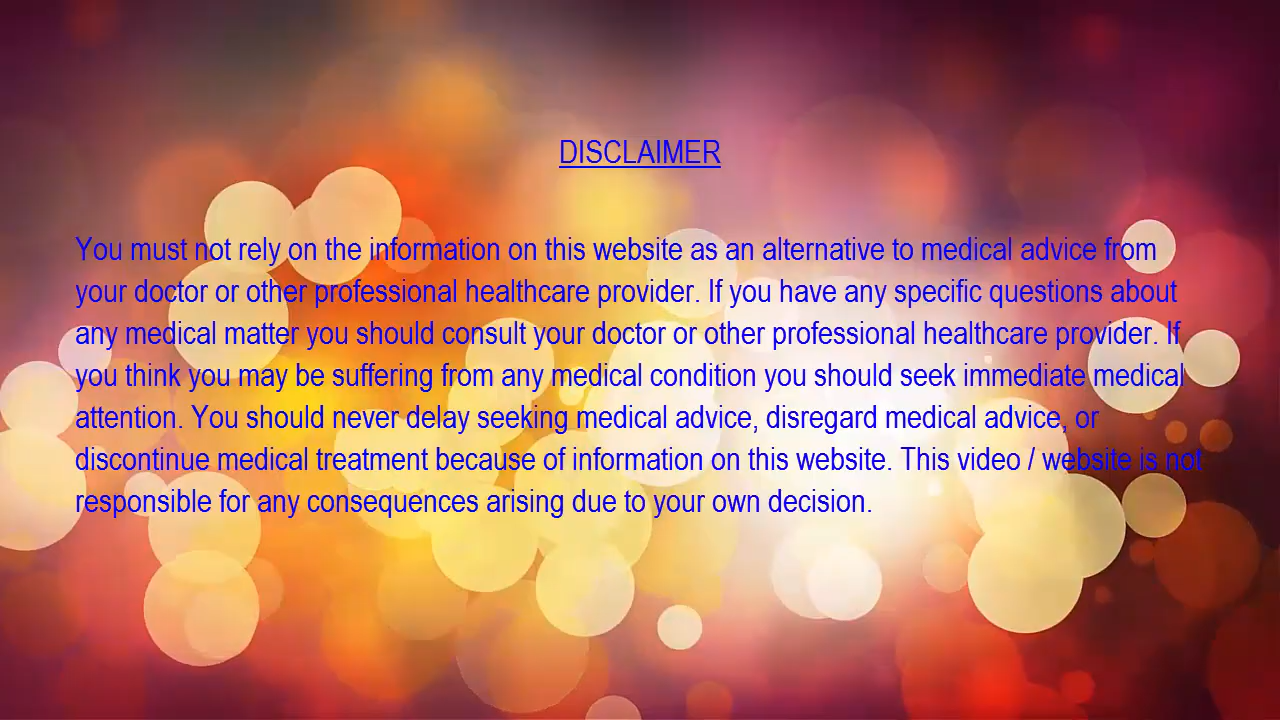 DISCLAIMER
You must not rely on the information on this website as an alternative to medical advice from
your doctor or other professional healthcare provider. If you have any specific questions about
any medical matter you should consult your doctor or other professional healthcare provider. If
you think you may be suffering from any medical condition you should seek immediate medical
attention. You should never delay seeking medical advice, disregard medical advice, or
discontinue medical treatment because of information on this website. This video / website is not
responsible for any consequences arising due to your own decision.